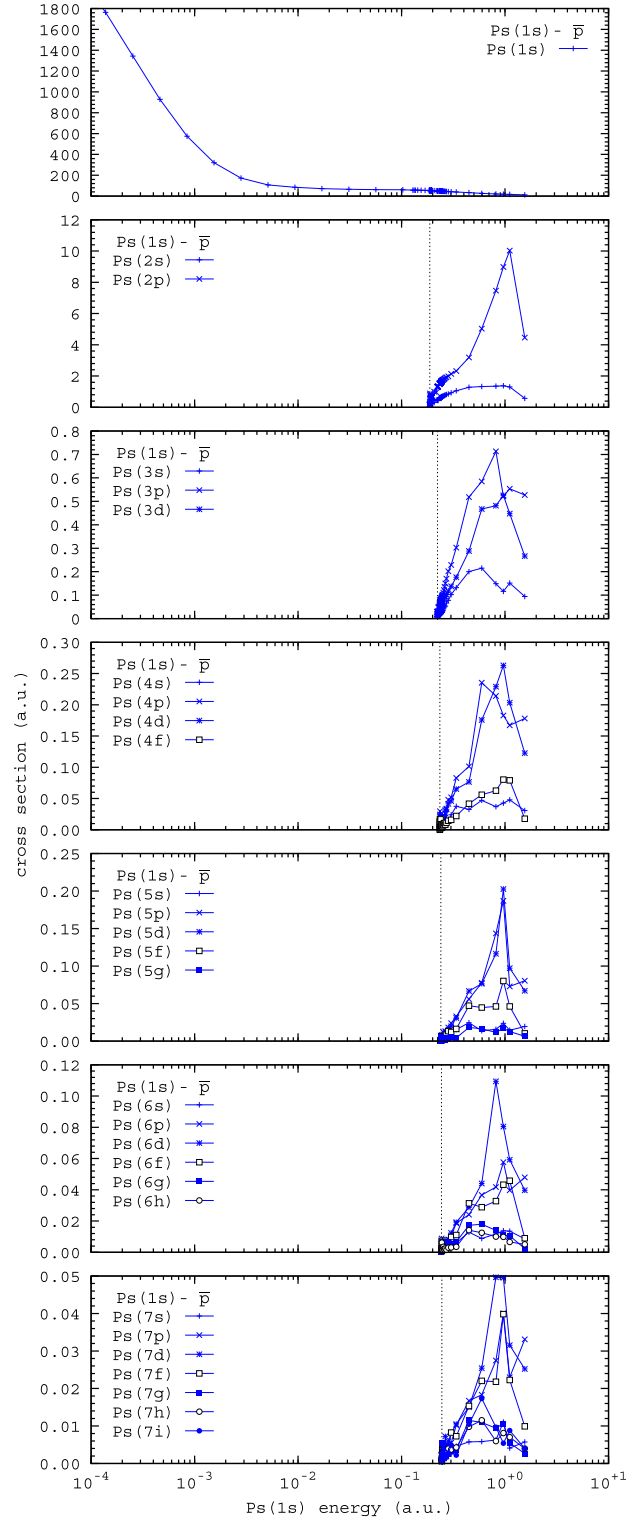 1800
1600
1400
1200
1000
800
600
400
200
0
Ps(1s) - p̅
Ps(1s)
12
10
8
6
4
2
0
Ps(1s) - p̅
Ps(2s)
Ps(2p)
0.8
0.7
0.6
0.5
0.4
0.3
0.2
0.1
0
Ps(1s) - p̅
Ps(3s)
Ps(3p)
Ps(3d)
cross section (a.u.)
0.30
0.25
0.20
0.15
0.10
0.05
0.00
Ps(1s) - p̅
Ps(4s)
Ps(4p)
Ps(4d)
Ps(4f)
0.25
0.20
0.15
0.10
0.05
0.00
Ps(1s) - p̅
Ps(5s)
Ps(5p)
Ps(5d)
Ps(5f)
Ps(5g)
0.12
0.10
0.08
0.06
0.04
0.02
0.00
Ps(1s) - p̅
Ps(6s)
Ps(6p)
Ps(6d)
Ps(6f)
Ps(6g)
Ps(6h)
0.05
0.04
0.03
0.02
0.01
0.00
Ps(1s) - p̅
Ps(7s)
Ps(7p)
Ps(7d)
Ps(7f)
Ps(7g)
Ps(7h)
Ps(7i)
10⁻⁴ 10⁻³ 10⁻² 10⁻¹ 10⁰ 10⁺¹
Ps(1s) energy (a.u.)